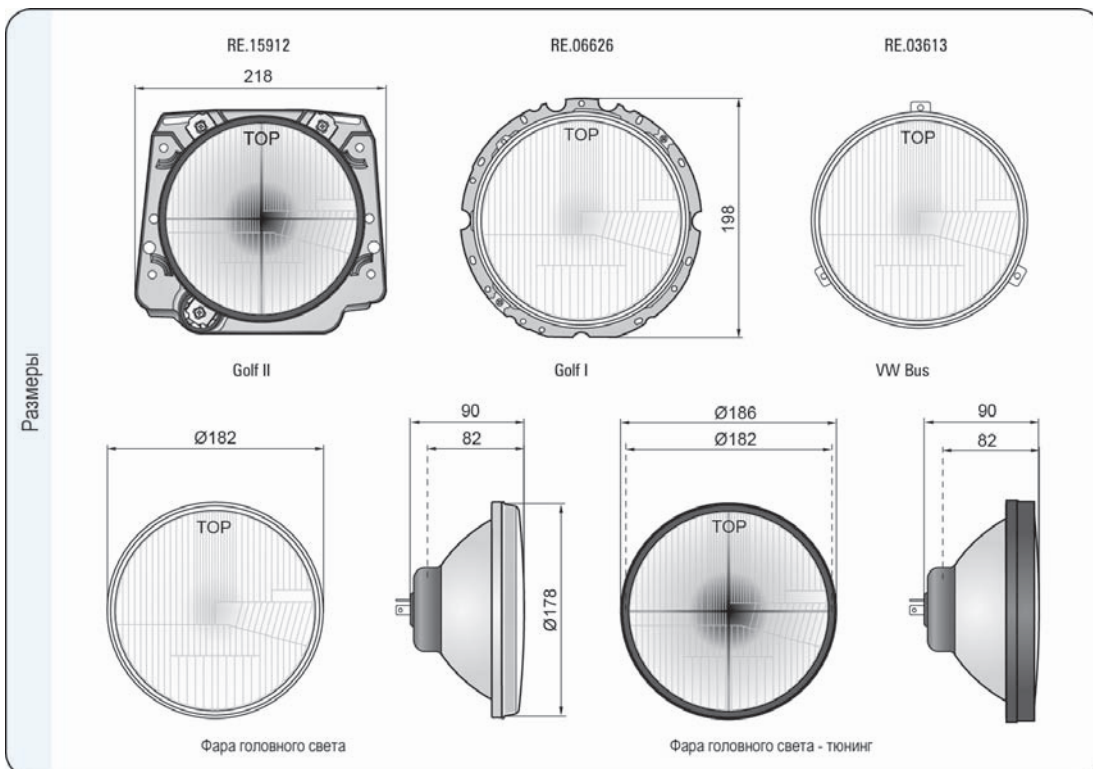 Размеры
RE.15912
RE.06626
RE.03613
218
TOP
TOP
198
TOP
Golf II
Golf I
VW Bus
Ø182
90
82
Ø186
Ø182
90
82
TOP
Ø178
TOP
Фара головного света
Фара головного света - тюнинг